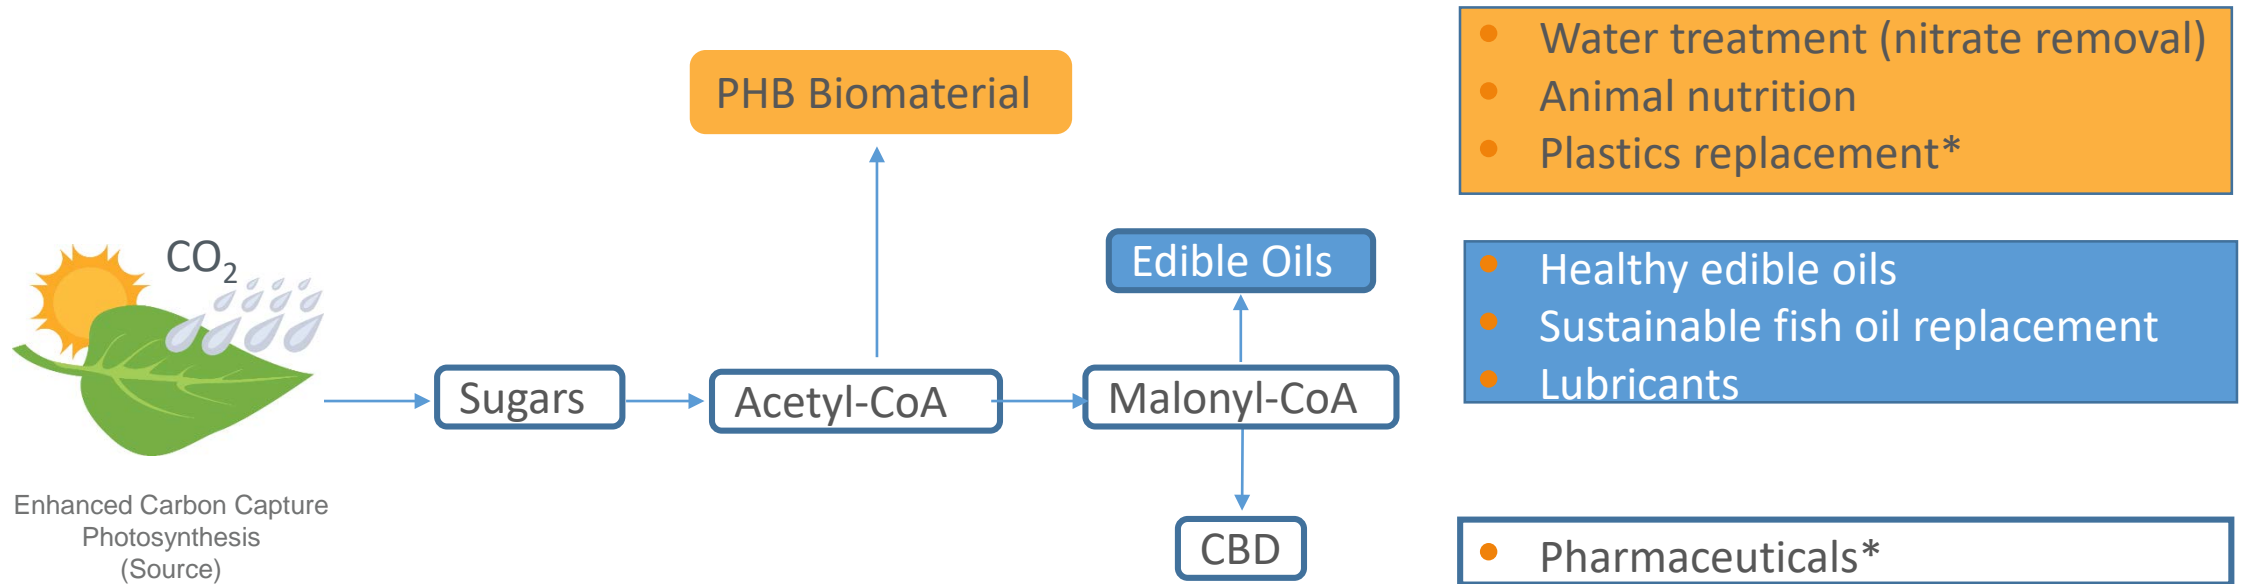 PHB Biomaterial
• Water treatment (nitrate removal)
• Animal nutrition
• Plastics replacement*
CO₂
Edible Oils
• Healthy edible oils
• Sustainable fish oil replacement
• Lubricants
Sugars
Acetyl-CoA
Malonyl-CoA
Enhanced Carbon Capture
Photosynthesis
(Source)
CBD
• Pharmaceuticals*